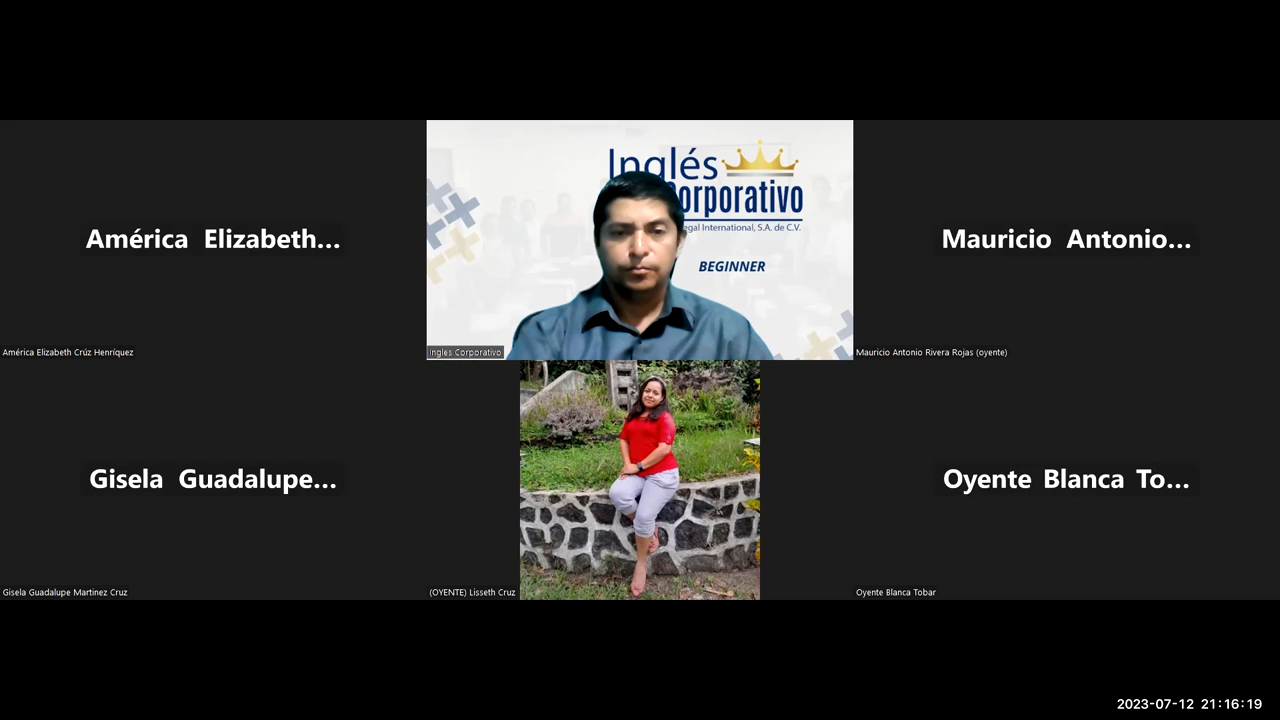 América Elizabeth...
América Elizabeth Crúz Henríquez
Inglés
Corporativo
egal International, S.A. de C.V.
BEGINNER
Ingles Corporativo
Mauricio Antonio...
Mauricio Antonio Rivera Rojas (oyente)
Gisela Guadalupe...
Gisela Guadalupe Martinez Cruz
(OYENTE) Lisseth Cruz
Oyente Blanca To...
Oyente Blanca Tobar
2023-07-12 21:16:19